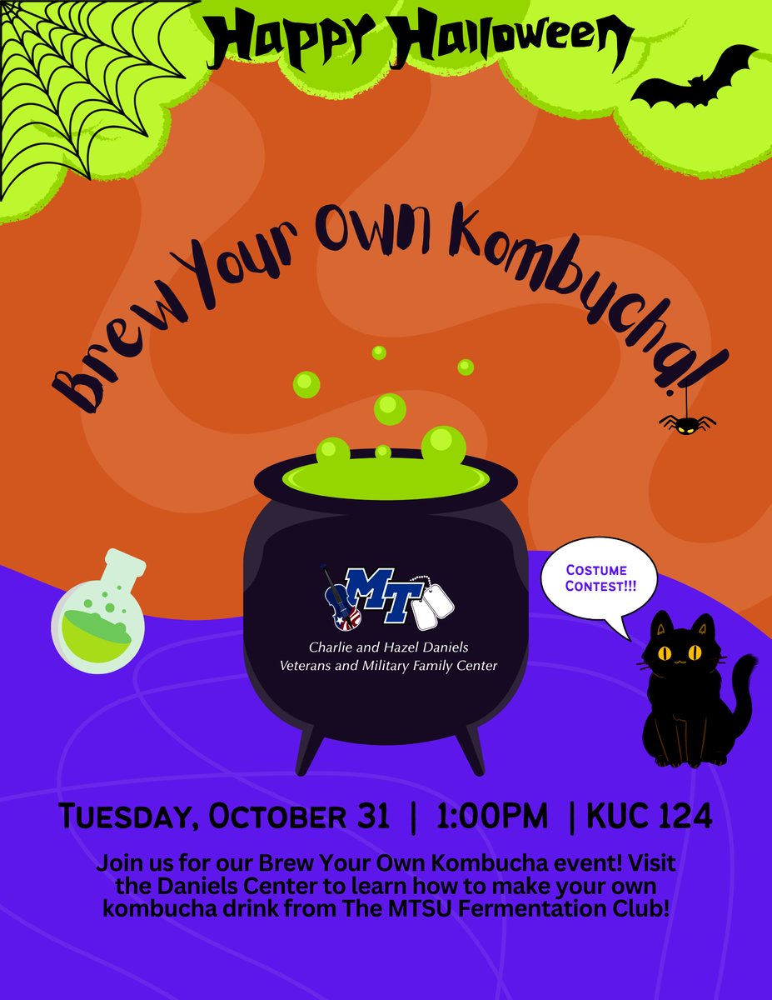 Happy Halloween
Brew Your Own Kombucha!
Costume
Contest!!!
MT
Charlie and Hazel Daniels
Veterans and Military Family Center
Tuesday, October 31 | 1:00PM | KUC 124
Join us for our Brew Your Own Kombucha event! Visit
the Daniels Center to learn how to make your own
kombucha drink from The MTSU Fermentation Club!